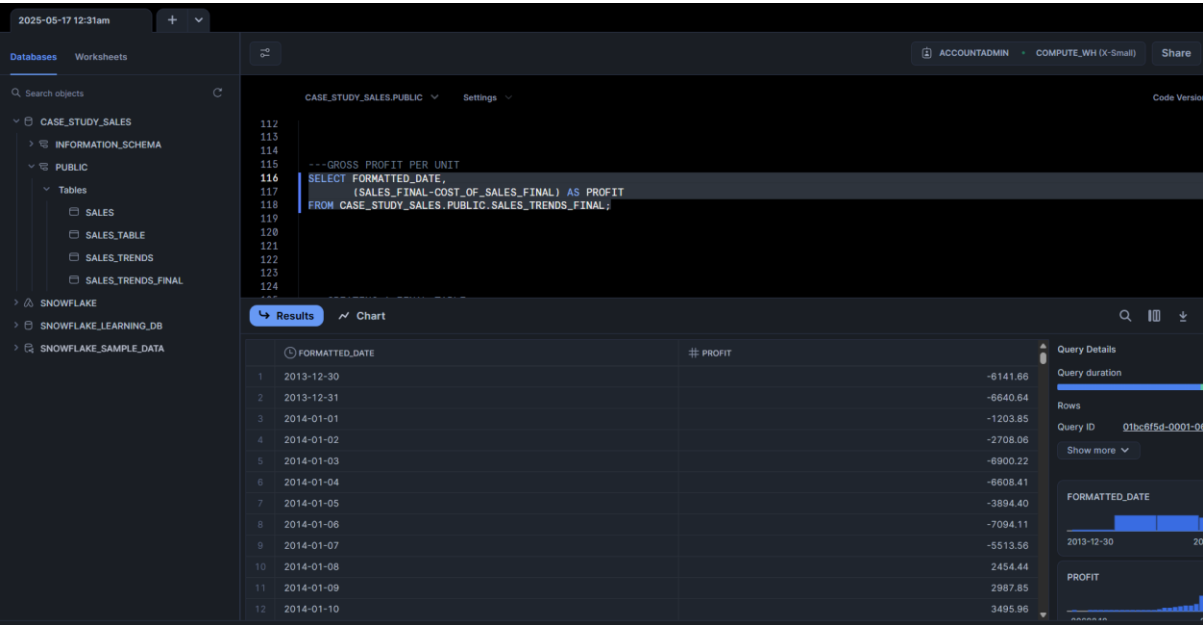 2025-05-17 12:31am
Databases Worksheets
ACCOUNTADMIN · COMPUTE_WH (X-Small) Share
Search objects
CASE_STUDY_SALES
INFORMATION_SCHEMA
PUBLIC
Tables
SALES
SALES_TABLE
SALES_TRENDS
SALES_TRENDS_FINAL
SNOWFLAKE
SNOWFLAKE_LEARNING_DB
SNOWFLAKE_SAMPLE_DATA
CASE_STUDY_SALES.PUBLIC Settings Code Version
112
113
114
115 ---GROSS PROFIT PER UNIT
116 SELECT FORMATTED_DATE,
117 (SALES_FINAL-COST_OF_SALES_FINAL) AS PROFIT
118 FROM CASE_STUDY_SALES.PUBLIC.SALES_TRENDS_FINAL;
119
120
121
122
123
124
Results Chart
FORMATTED_DATE # PROFIT
1 2013-12-30 -6141.66
2 2013-12-31 -6640.64
3 2014-01-01 -1203.85
4 2014-01-02 -2708.06
5 2014-01-03 -6900.22
6 2014-01-04 -6608.41
7 2014-01-05 -3894.40
8 2014-01-06 -7094.11
9 2014-01-07 -5513.56
10 2014-01-08 2454.44
11 2014-01-09 2987.85
12 2014-01-10 3495.96
Query Details
Query duration
Rows
Query ID 01bc6f5d-0001-06
Show more
FORMATTED_DATE
2013-12-30 20
PROFIT